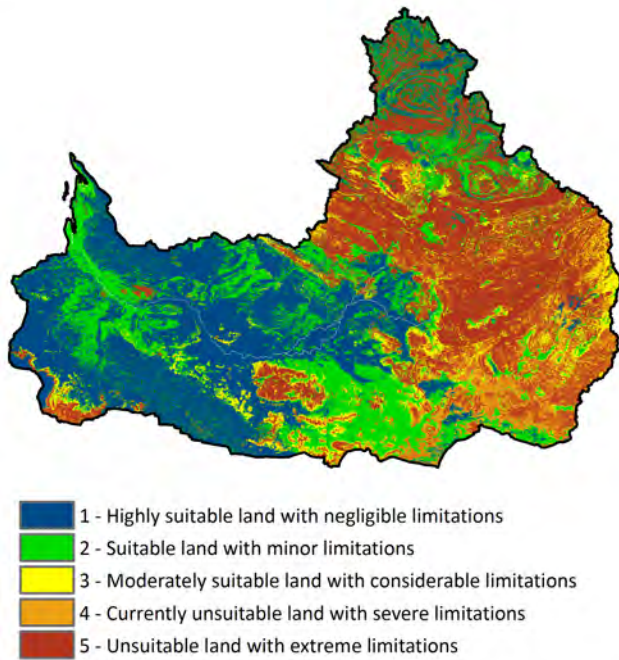 1 - Highly suitable land with negligible limitations
2 - Suitable land with minor limitations
3 - Moderately suitable land with considerable limitations
4 - Currently unsuitable land with severe limitations
5 - Unsuitable land with extreme limitations